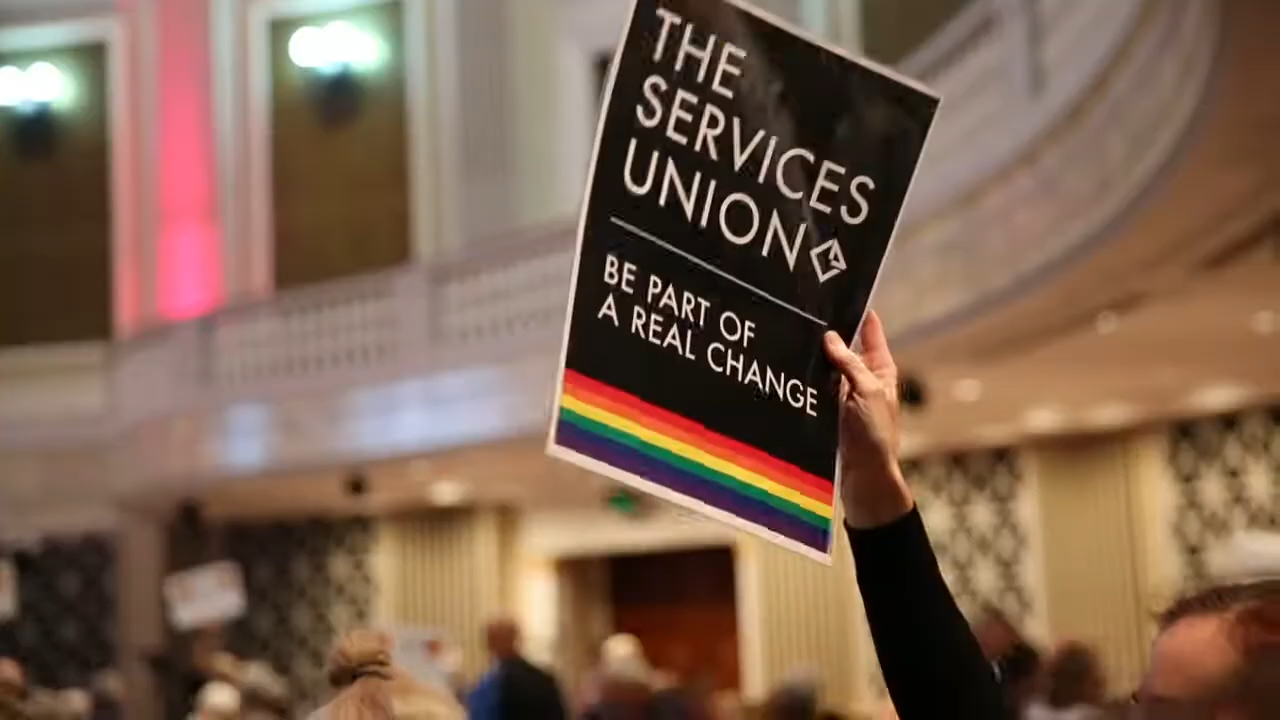 THE
SERVICES
UNION
BE PART OF
A REAL CHANGE